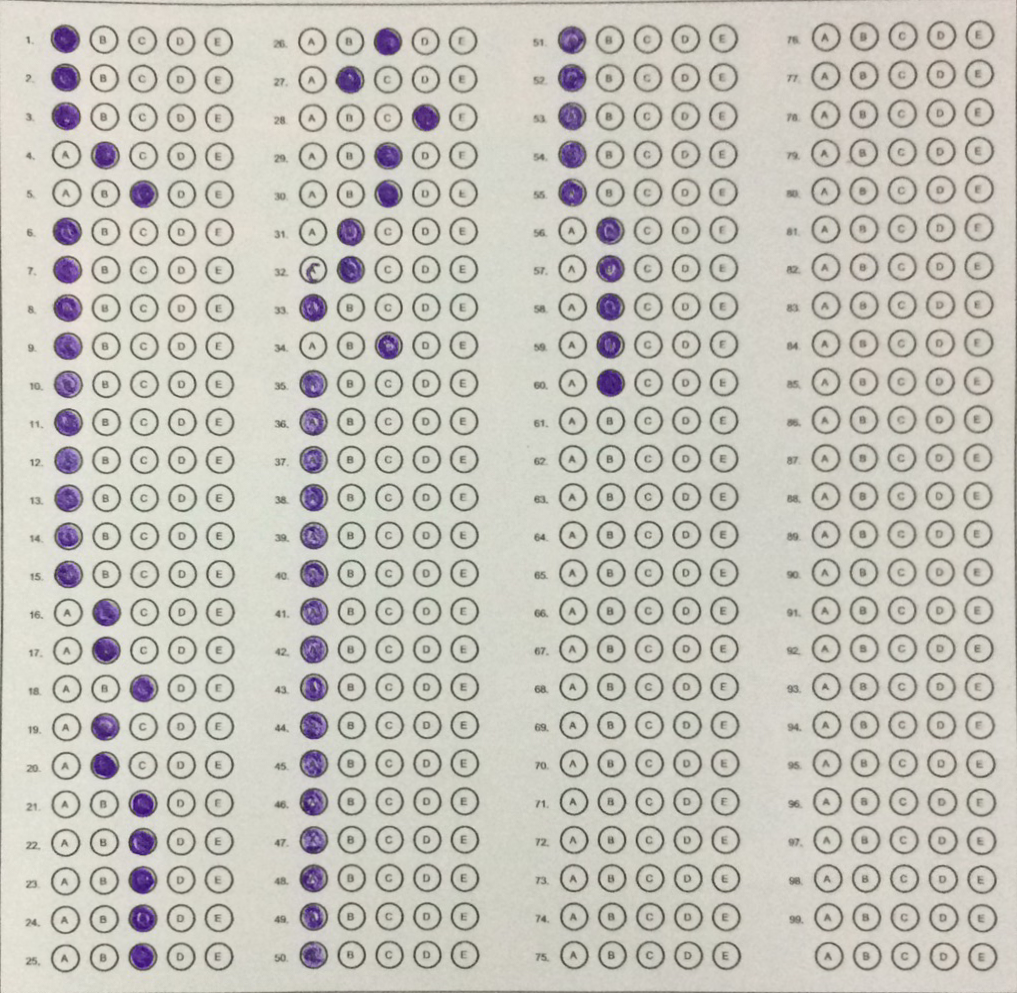 1. B C D E
2. B C D E
3. B C D E
4. A C D E
5. A B D E
6. B C D E
7. B C D E
8. B C D E
9. B C D E
10. B C D E
11. B C D E
12. B C D E
13. B C D E
14. B C D E
15. B C D E
16. A C D E
17. A C D E
18. A B D E
19. A C D E
20. A C D E
21. A B D E
22. A B D E
23. A B D E
24. A B D E
25. A B D E
26. A B D E
27. A C D E
28. A B C E
29. A B D E
30. A B D E
31. A C D E
32. C D E
33. B C D E
34. A B D E
35. B C D E
36. B C D E
37. B C D E
38. B C D E
39. B C D E
40. B C D E
41. B C D E
42. B C D E
43. B C D E
44. B C D E
45. B C D E
46. B C D E
47. B C D E
48. B C D E
49. B C D E
50. B C D E
51. B C D E
52. B C D E
53. B C D E
54. B C D E
55. B C D E
56. A C D E
57. A C D E
58. A C D E
59. A C D E
60. A C D E
61. A B C D E
62. A B C D E
63. A B C D E
64. A B C D E
65. A B C D E
66. A B C D E
67. A B C D E
68. A B C D E
69. A B C D E
70. A B C D E
71. A B C D E
72. A B C D E
73. A B C D E
74. A B C D E
75. A B C D E
76. A B C D E
77. A B C D E
78. A B C D E
79. A B C D E
80. A B C D E
81. A B C D E
82. A B C D E
83. A B C D E
84. A B C D E
85. A B C D E
86. A B C D E
87. A B C D E
88. A B C D E
89. A B C D E
90. A B C D E
91. A B C D E
92. A B C D E
93. A B C D E
94. A B C D E
95. A B C D E
96. A B C D E
97. A B C D E
98. A B C D E
99. A B C D E
A B C D E